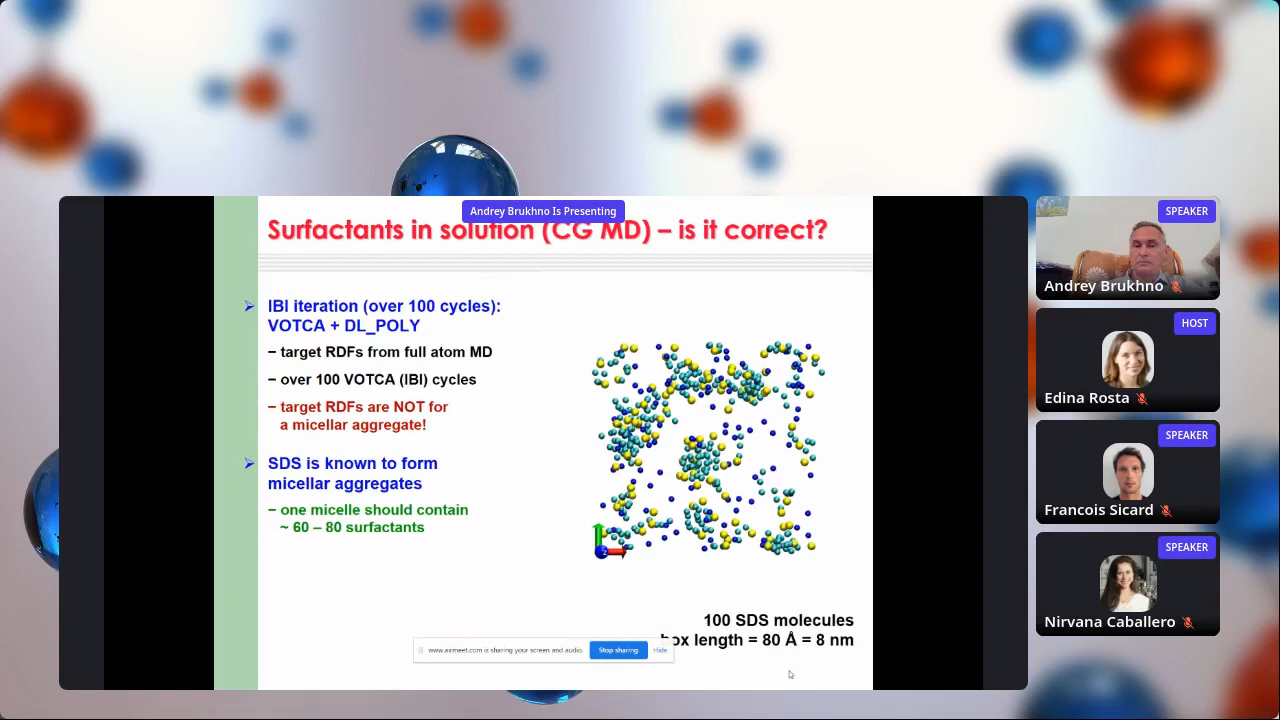 Andrey Brukhno Is Presenting
Surfactants in solution (CG MD) – is it correct?
➢ IBI iteration (over 100 cycles):
VOTCA + DL_POLY
– target RDFs from full atom MD
– over 100 VOTCA (IBI) cycles
– target RDFs are NOT for
a micellar aggregate!
➢ SDS is known to form
micellar aggregates
– one micelle should contain
~ 60 – 80 surfactants
100 SDS molecules
box length = 80 Å = 8 nm
www.airmeet.com is sharing your screen and audio.
Stop sharing
Hide
SPEAKER
Andrey Brukhno
HOST
Edina Rosta
SPEAKER
Francois Sicard
SPEAKER
Nirvana Caballero